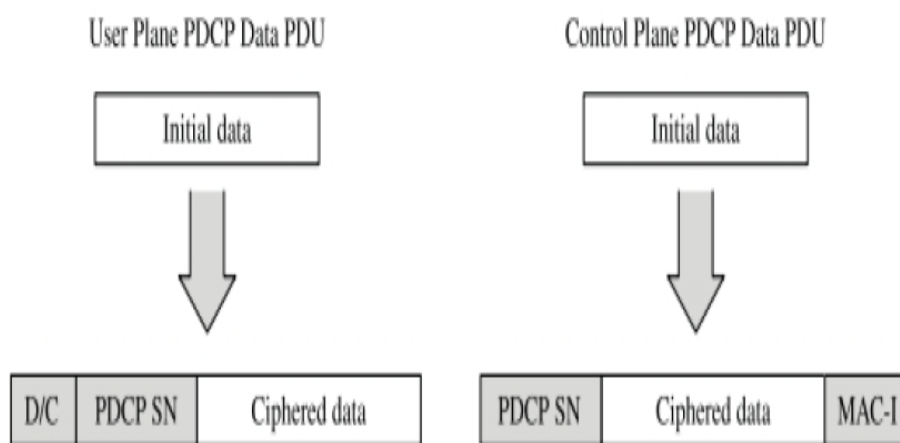 User Plane PDCP Data PDU
Control Plane PDCP Data PDU
Initial data
Initial data
D/C PDCP SN Ciphered data
PDCP SN Ciphered data MAC-I